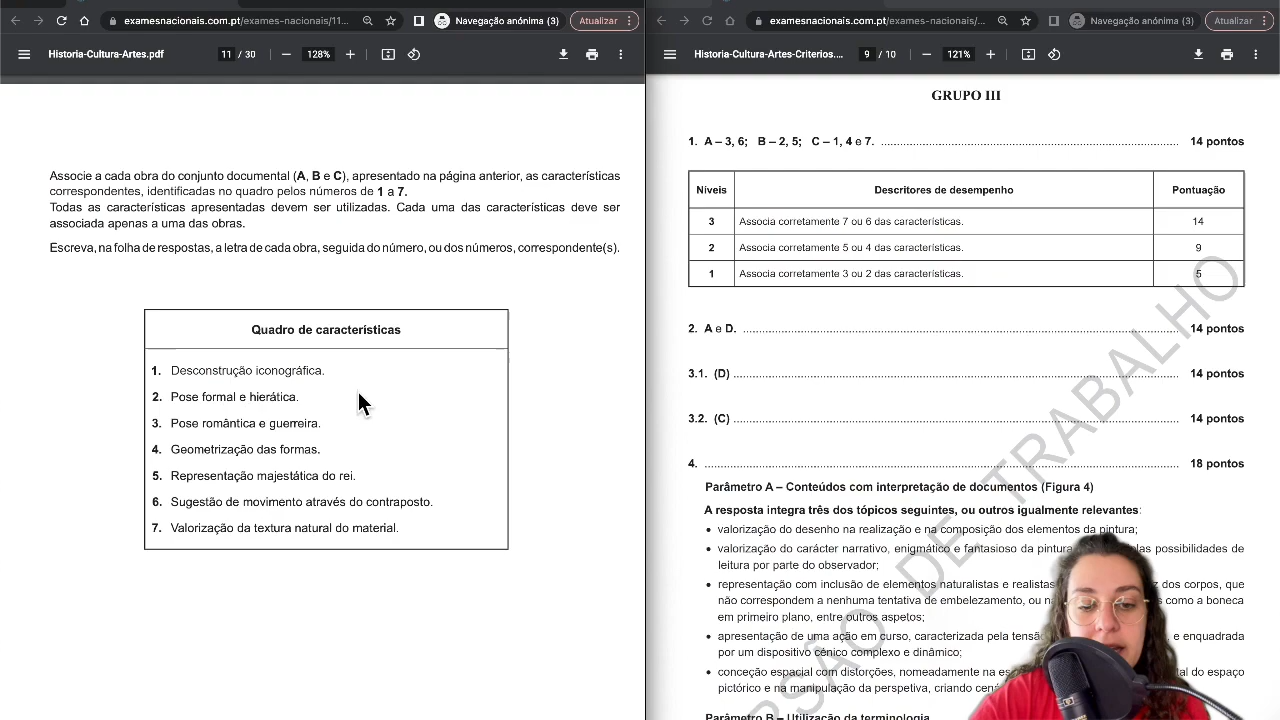 examesnacionais.com.pt/exames-nacionais/11...
Navegação anónima (3)
Atualizar
Historia-Cultura-Artes.pdf
11 / 30
128%
Associe a cada obra do conjunto documental (A, B e C), apresentado na página anterior, as características
correspondentes, identificadas no quadro pelos números de 1 a 7.
Todas as características apresentadas devem ser utilizadas. Cada uma das características deve ser
associada apenas a uma das obras.
Escreva, na folha de respostas, a letra de cada obra, seguida do número, ou dos números, correspondente(s).
Quadro de características
1. Desconstrução iconográfica.
2. Pose formal e hierática.
3. Pose romântica e guerreira.
4. Geometrização das formas.
5. Representação majestática do rei.
6. Sugestão de movimento através do contraposto.
7. Valorização da textura natural do material.
examesnacionais.com.pt/exames-nacionais/...
Navegação anónima (3)
Atualizar
Historia-Cultura-Artes-Criterios....
9 / 10
121%
GRUPO III
1. A – 3, 6; B – 2, 5; C – 1, 4 e 7. ........ 14 pontos
Níveis Descritores de desempenho Pontuação
3 Associa corretamente 7 ou 6 das características. 14
2 Associa corretamente 5 ou 4 das características. 9
1 Associa corretamente 3 ou 2 das características. 5
2. A e D. ........ 14 pontos
3.1. (D) ........ 14 pontos
3.2. (C) ........ 14 pontos
4. ........ 18 pontos
Parâmetro A – Conteúdos com interpretação de documentos (Figura 4)
A resposta integra três dos tópicos seguintes, ou outros igualmente relevantes:
• valorização do desenho na realização e na composição dos elementos da pintura;
• valorização do carácter narrativo, enigmático e fantasioso da pintura possibilidades de
leitura por parte do observador;
• representação com inclusão de elementos naturalistas e realistas dos corpos, que
não correspondem a nenhuma tentativa de embelezamento, ou como a boneca
em primeiro plano, entre outros aspetos;
• apresentação de uma ação em curso, caracterizada pela e enquadrada
por um dispositivo cénico complexo e dinâmico;
• conceção espacial com distorções, nomeadamente na do espaço
pictórico e na manipulação da perspetiva, criando
Parâmetro B – Utilização da terminologia
VERSÃO DE TRABALHO